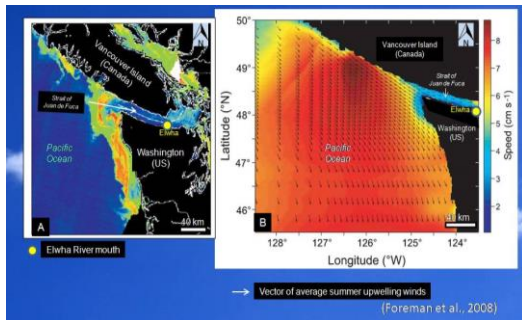 Vancouver Island
(Canada)
N
Strait of
Juan de Fuca
Elwha
Pacific
Ocean
Washington
(US)
A
40 km
Elwha River mouth
50°
49°
48°
47°
46°
Latitude (°N)
N
Vancouver Island
(Canada)
Strait of
Juan de Fuca
Elwha
Washington
(US)
Pacific
Ocean
B
40 km
128°
127°
126°
125°
124°
Longitude (°W)
8
7
6
5
4
3
2
1
Speed (cm s⁻¹)
Vector of average summer upwelling winds
(Foreman et al., 2008)